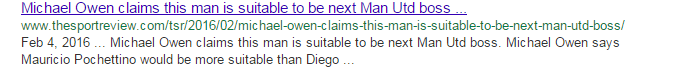 Michael Owen claims this man is suitable to be next Man Utd boss ...
www.thesportreview.com/tsr/2016/02/michael-owen-claims-this-man-is-suitable-to-be-next-man-utd-boss/
Feb 4, 2016 ... Michael Owen claims this man is suitable to be next Man Utd boss. Michael Owen says
Mauricio Pochettino would be more suitable than Diego ...